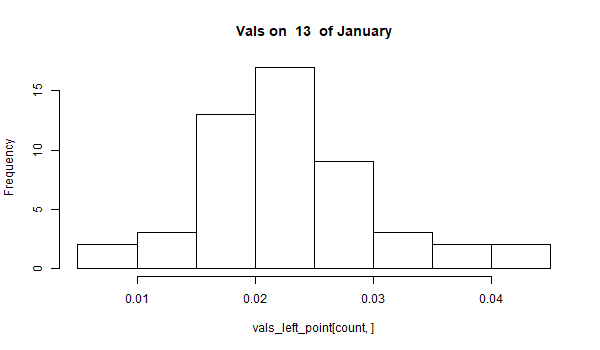 Vals on  13  of January
Frequency
15
10
5
0
0.01 0.02 0.03 0.04
vals_left_point[count, ]